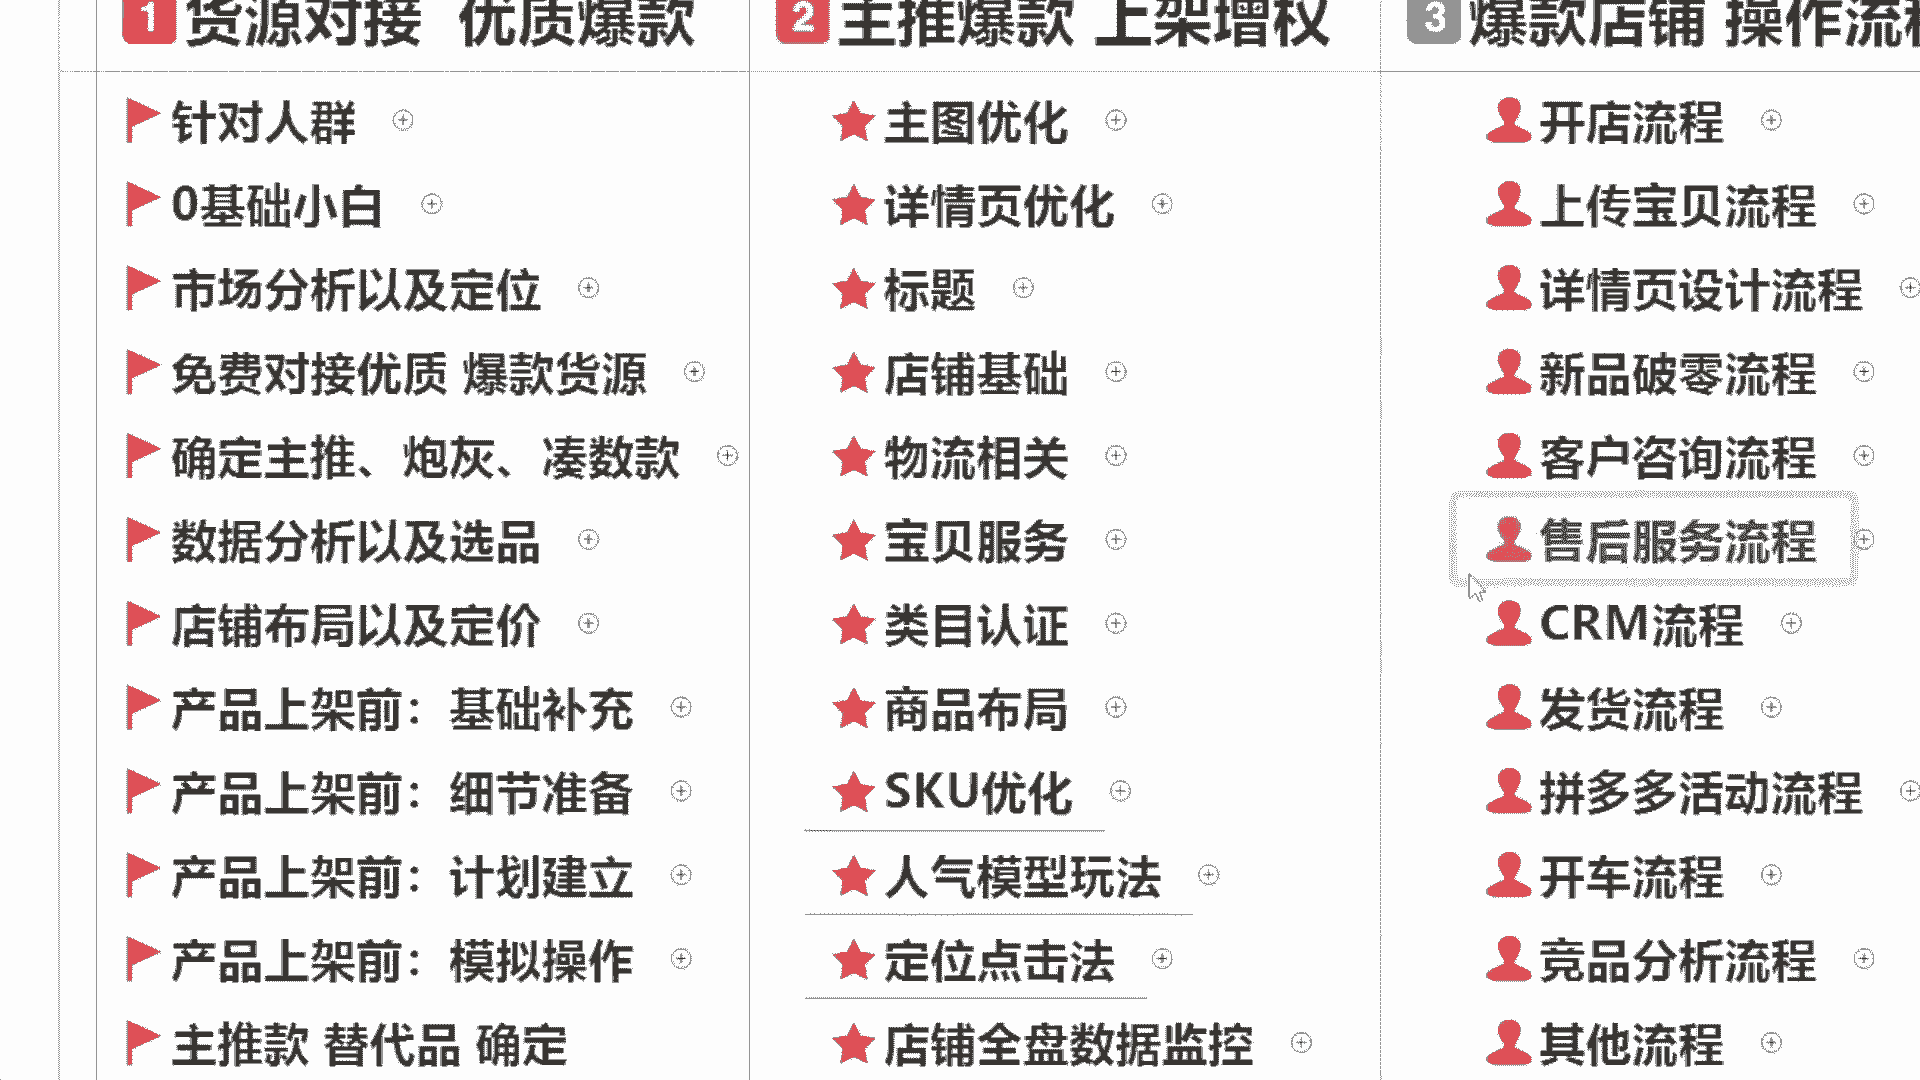 1 货源对接 优质爆款
针对人群
0基础小白
市场分析以及定位
免费对接优质 爆款货源
确定主推、炮灰、凑数款
数据分析以及选品
店铺布局以及定价
产品上架前：基础补充
产品上架前：细节准备
产品上架前：计划建立
产品上架前：模拟操作
主推款 替代品 确定
2 主推爆款 上架增权
主图优化
详情页优化
标题
店铺基础
物流相关
宝贝服务
类目认证
商品布局
SKU优化
人气模型玩法
定位点击法
店铺全盘数据监控
3 爆款店铺 操作流程
开店流程
上传宝贝流程
详情页设计流程
新品破零流程
客户咨询流程
售后服务流程
CRM流程
发货流程
拼多多活动流程
开车流程
竞品分析流程
其他流程